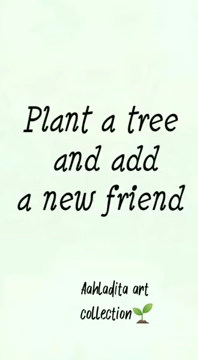 Plant a tree
and add
a new friend
Aahladita art
collection🌱